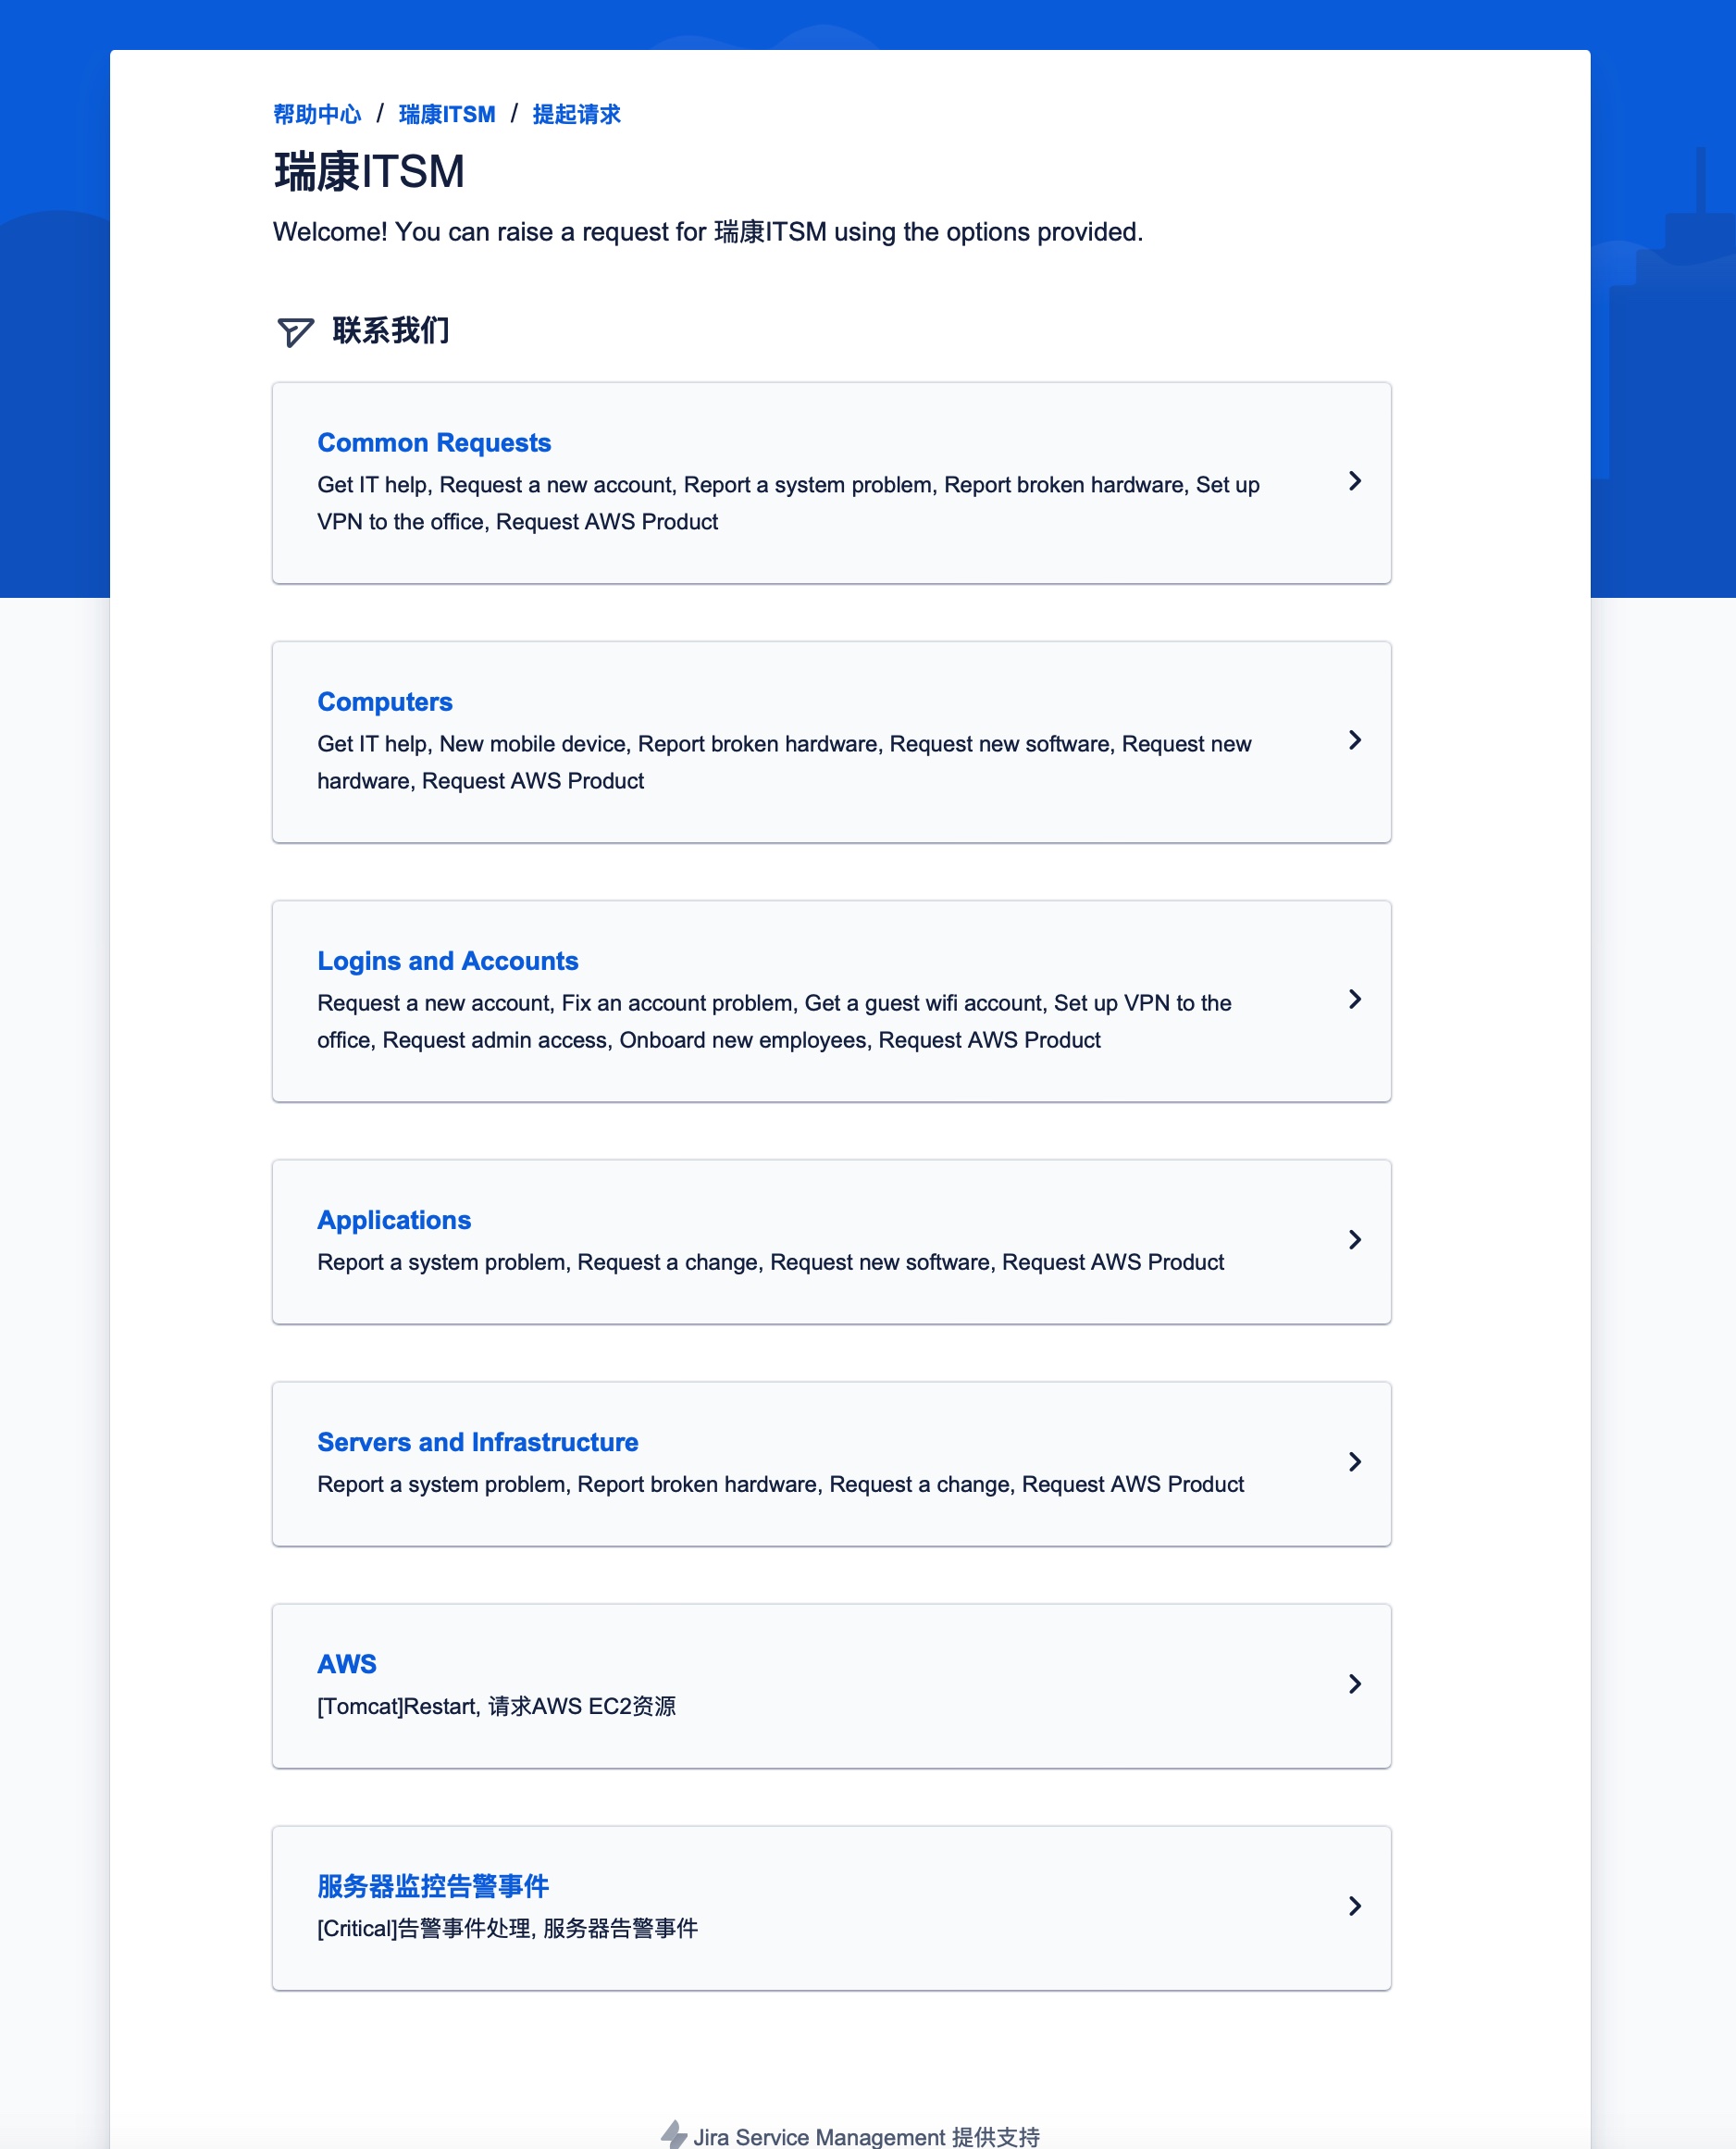 帮助中心 / 瑞康ITSM / 提起请求
瑞康ITSM
Welcome! You can raise a request for 瑞康ITSM using the options provided.
联系我们
Common Requests
Get IT help, Request a new account, Report a system problem, Report broken hardware, Set up
VPN to the office, Request AWS Product
Computers
Get IT help, New mobile device, Report broken hardware, Request new software, Request new
hardware, Request AWS Product
Logins and Accounts
Request a new account, Fix an account problem, Get a guest wifi account, Set up VPN to the
office, Request admin access, Onboard new employees, Request AWS Product
Applications
Report a system problem, Request a change, Request new software, Request AWS Product
Servers and Infrastructure
Report a system problem, Report broken hardware, Request a change, Request AWS Product
AWS
[Tomcat]Restart, 请求AWS EC2资源
服务器监控告警事件
[Critical]告警事件处理, 服务器告警事件
Jira Service Management 提供支持